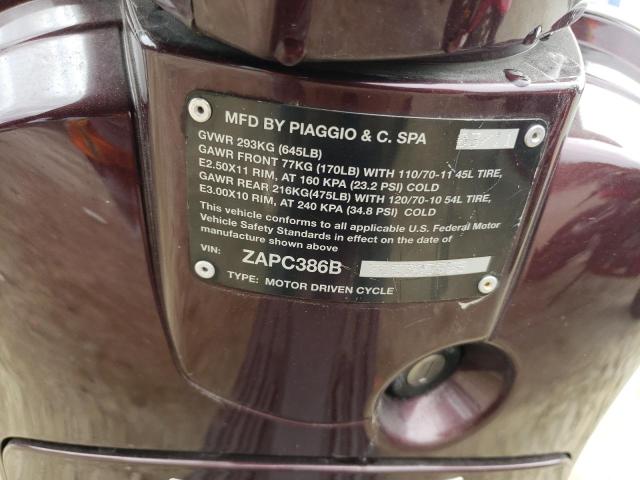 MFD BY PIAGGIO & C. SPA
GVWR 293KG (645LB)
GAWR FRONT 77KG (170LB) WITH 110/70-11 45L TIRE,
E2.50X11 RIM, AT 160 KPA (23.2 PSI) COLD
GAWR REAR 216KG(475LB) WITH 120/70-10 54L TIRE,
E3.00X10 RIM, AT 240 KPA (34.8 PSI) COLD
This vehicle conforms to all applicable U.S. Federal Motor
Vehicle Safety Standards in effect on the date of
manufacture shown above
VIN: ZAPC386B
TYPE: MOTOR DRIVEN CYCLE